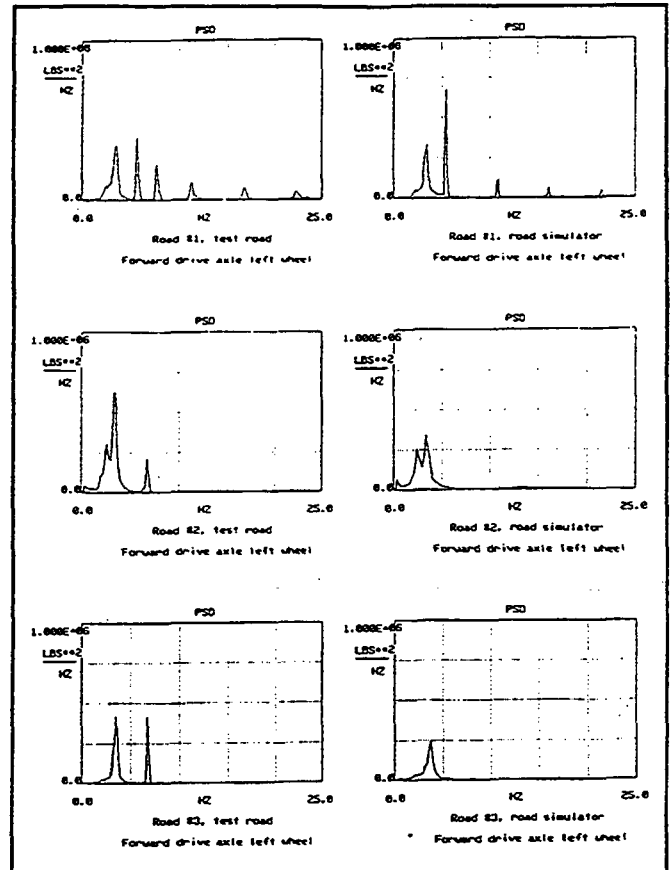 PSD
1.000E+06
LBS**2
HZ
0.0
0.0 HZ 25.0
Road #1, test road
Forward drive axle left wheel
PSD
1.000E+06
LBS**2
HZ
0.0
0.0 HZ 25.0
Road #1, road simulator
Forward drive axle left wheel
PSD
1.000E+06
LBS**2
HZ
0.0
0.0 HZ 25.0
Road #2, test road
Forward drive axle left wheel
PSD
1.000E+06
LBS**2
HZ
0.0
0.0 HZ 25.0
Road #2, road simulator
Forward drive axle left wheel
PSD
1.000E+06
LBS**2
HZ
0.0
0.0 HZ 25.0
Road #3, test road
Forward drive axle left wheel
PSD
1.000E+06
LBS**2
HZ
0.0
0.0 HZ 25.0
Road #3, road simulator
Forward drive axle left wheel